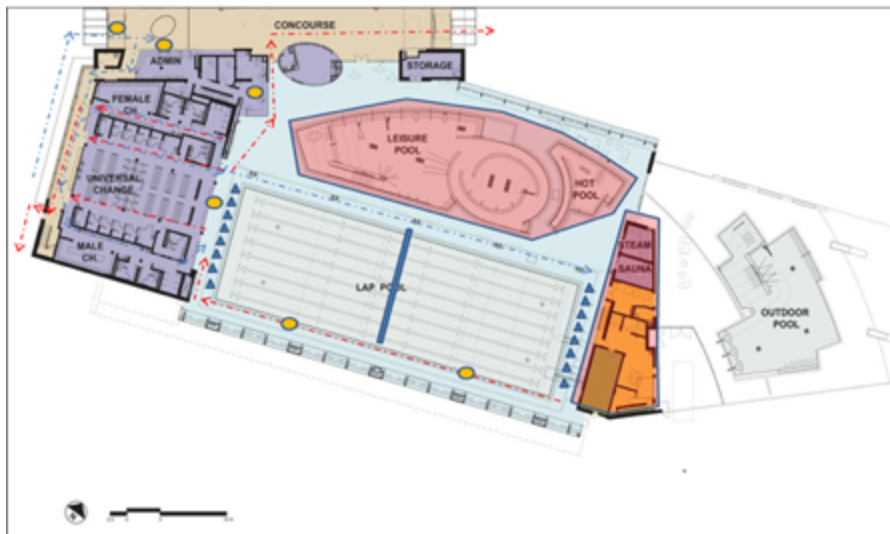 CONCOURSE
ADMIN
STORAGE
FEMALE
CH.
LEISURE
POOL
HOT
POOL
UNIVERSAL
CHANGE
STEAM
SAUNA
MALE
CH.
LAP POOL
OUTDOOR
POOL